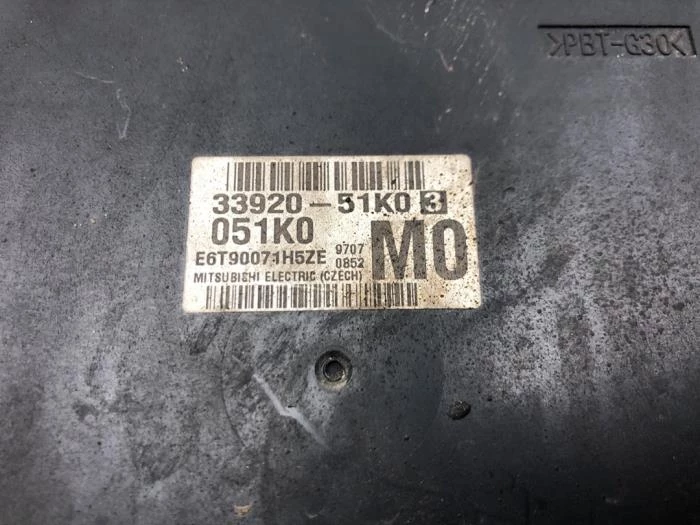 >PBT-G30<
33920-51K0 3
051K0
E6T90071H5ZE
9707
0852
M0
MITSUBISHI ELECTRIC (CZECH)